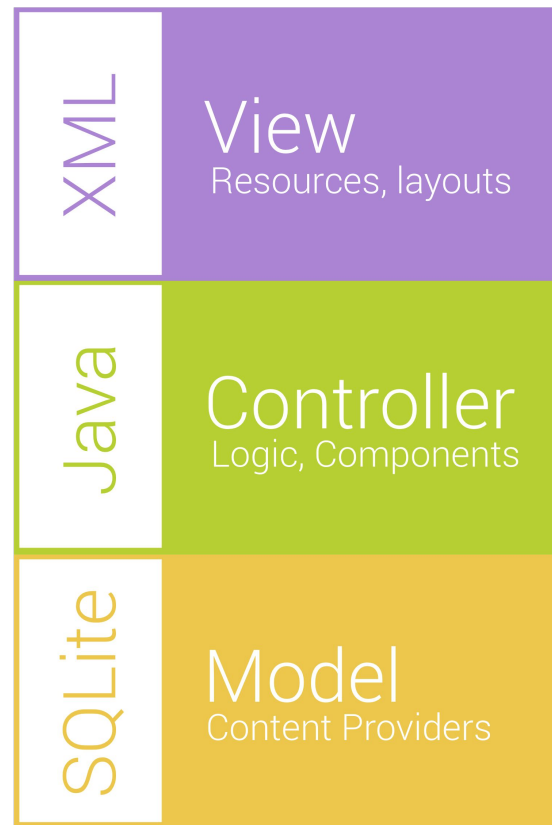 XML
View
Resources, layouts
Java
Controller
Logic, Components
SQLite
Model
Content Providers